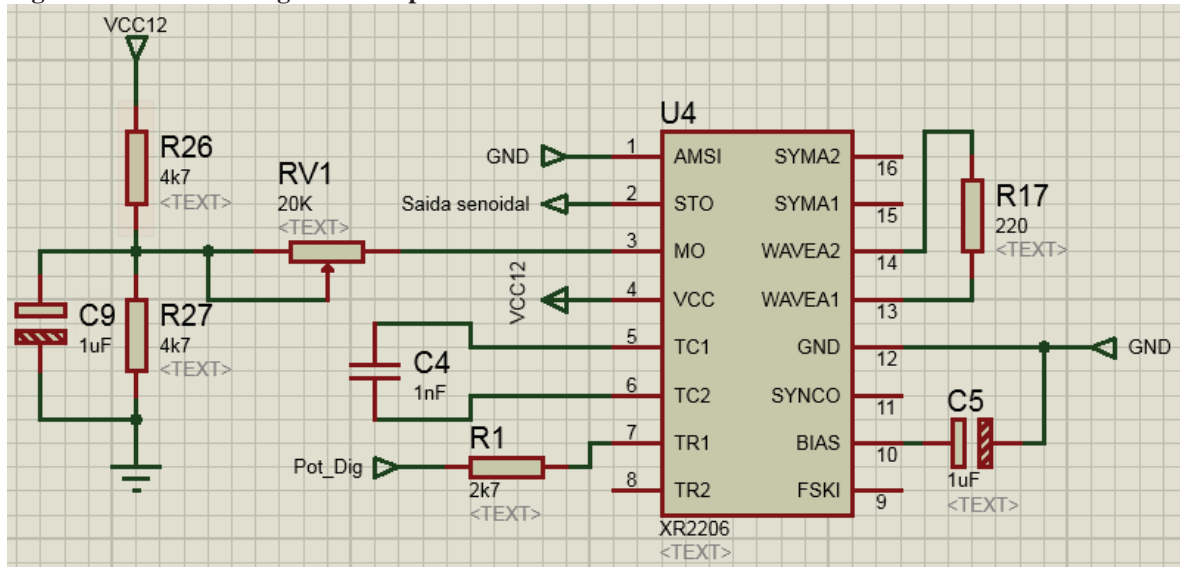 VCC12
R26
4k7
<TEXT>
RV1
20K
<TEXT>
C9
1uF
R27
4k7
<TEXT>
GND
Saida senoidal
VCC12
C4
1nF
R1
2k7
<TEXT>
Pot_Dig
U4
1 AMSI SYMA2 16
2 STO SYMA1 15
3 MO WAVEA2 14
4 VCC WAVEA1 13
5 TC1 GND 12
6 TC2 SYNCO 11
7 TR1 BIAS 10
8 TR2 FSKI 9
XR2206
<TEXT>
R17
220
<TEXT>
GND
C5
1uF
<TEXT>